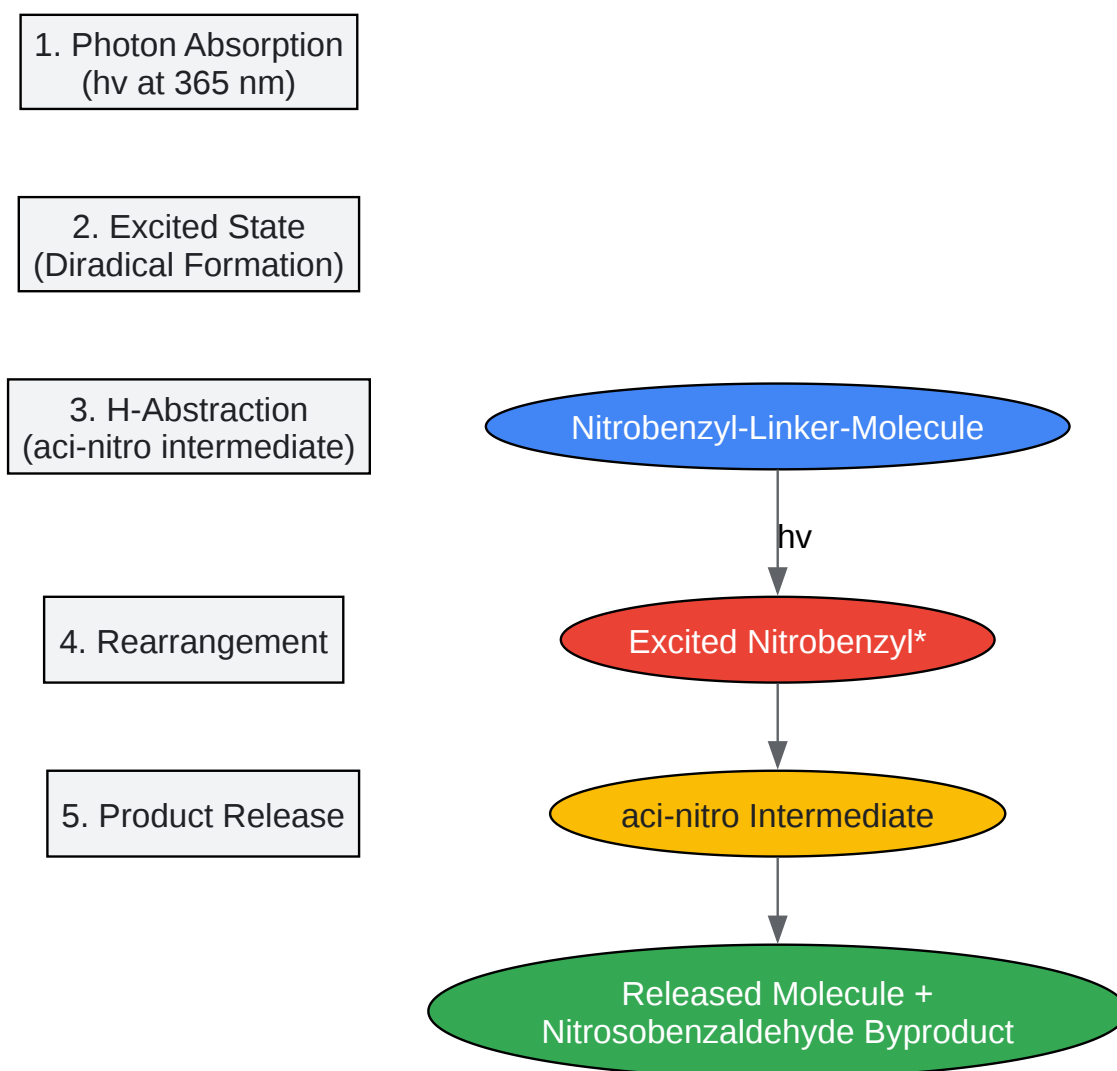 1. Photon Absorption
(hv at 365 nm)
2. Excited State
(Diradical Formation)
3. H-Abstraction
(aci-nitro intermediate)
4. Rearrangement
5. Product Release
Nitrobenzyl-Linker-Molecule
hv
Excited Nitrobenzyl*
aci-nitro Intermediate
Released Molecule +
Nitrosobenzaldehyde Byproduct